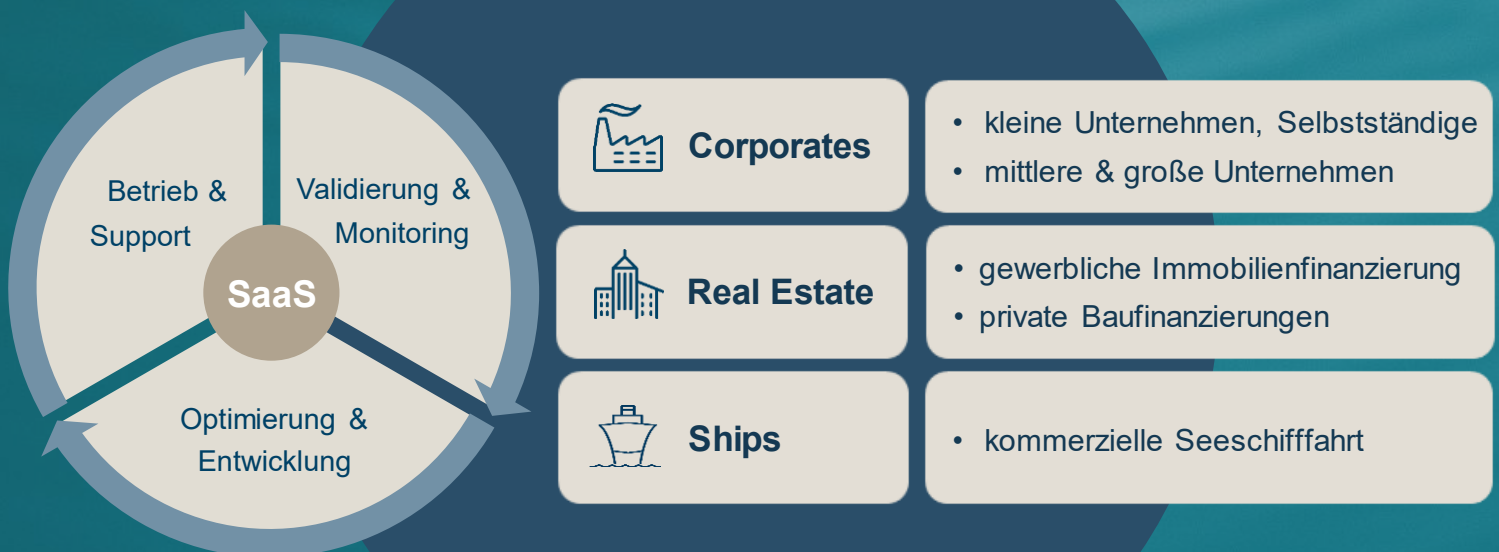 Betrieb &
Support
Validierung &
Monitoring
SaaS
Optimierung &
Entwicklung
Corporates
• kleine Unternehmen, Selbstständige
• mittlere & große Unternehmen
Real Estate
• gewerbliche Immobilienfinanzierung
• private Baufinanzierungen
Ships
• kommerzielle Seeschifffahrt